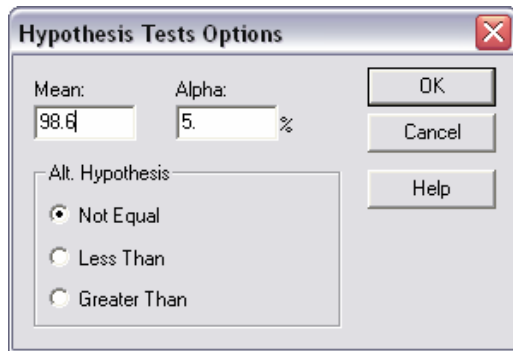 Hypothesis Tests Options
Mean: Alpha:
98.6 5. %
OK
Cancel
Help
Alt. Hypothesis
Not Equal
Less Than
Greater Than